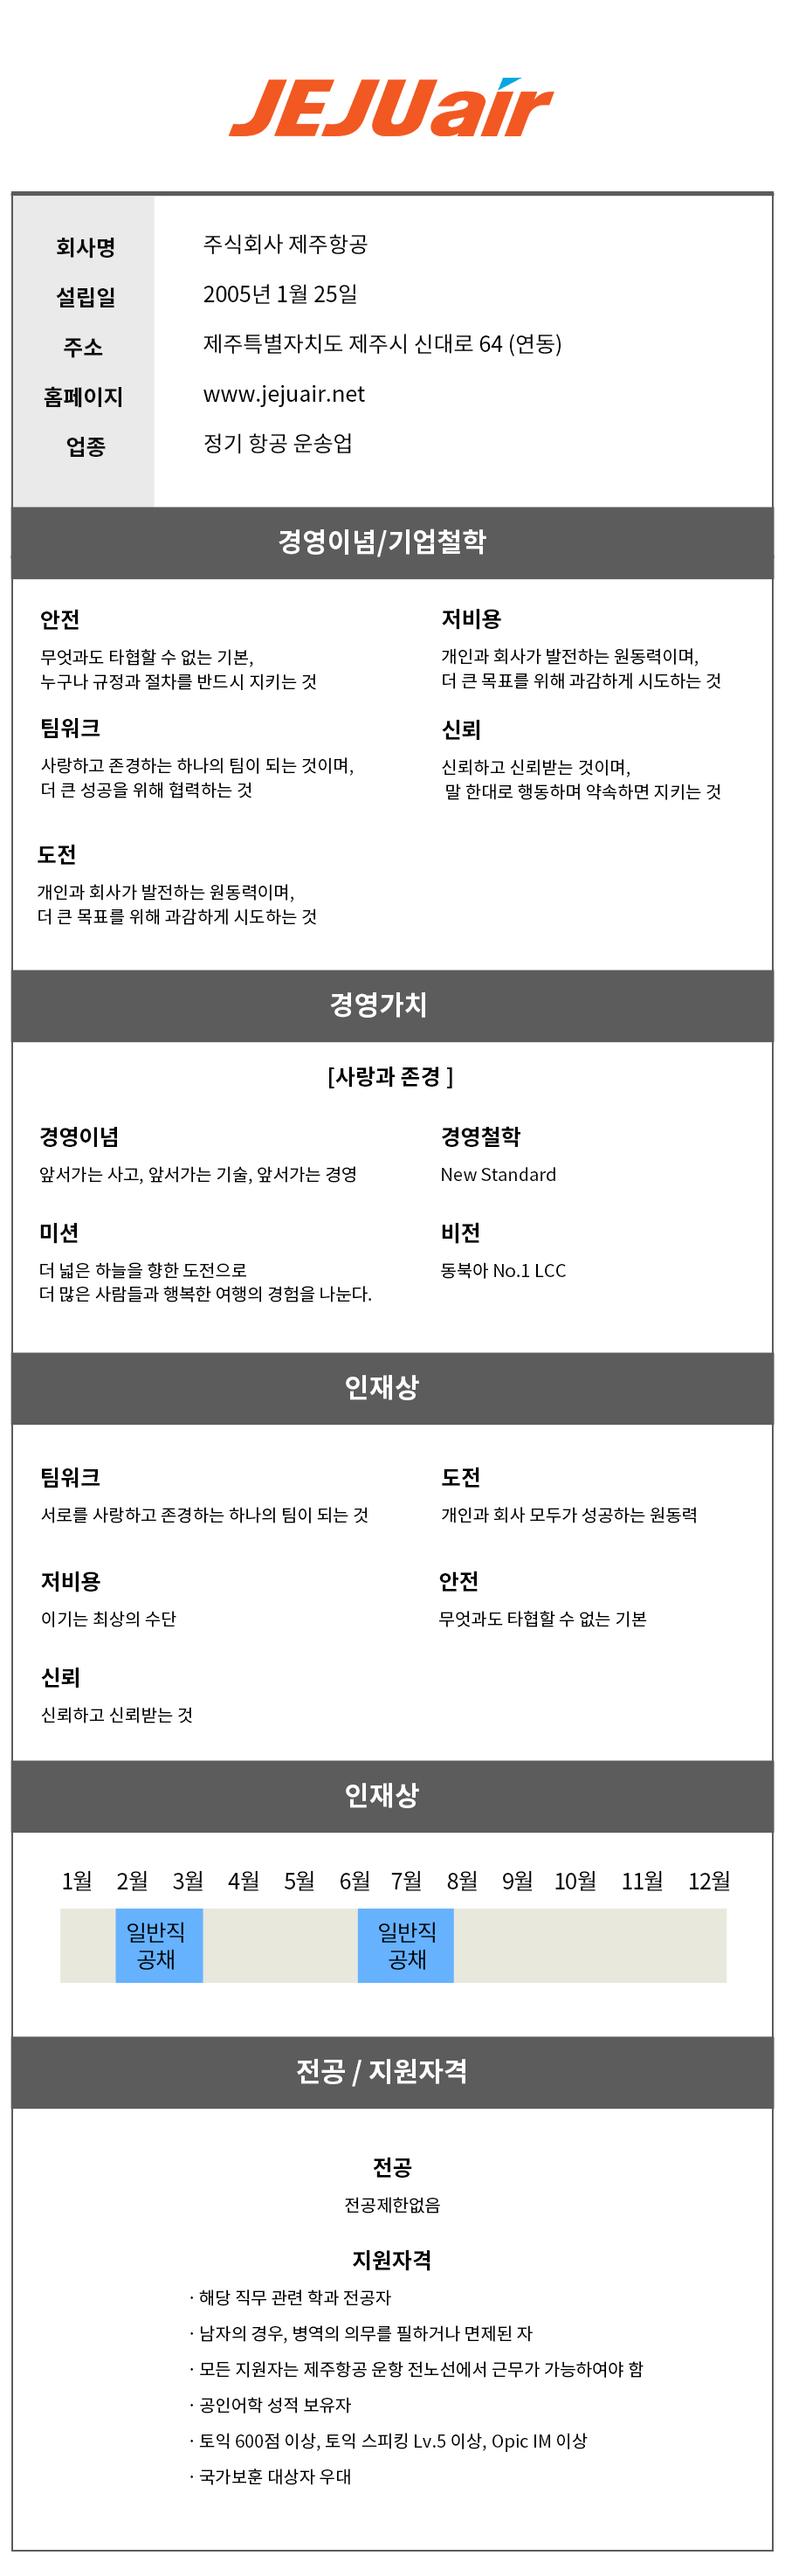 JEJUair
회사명 주식회사 제주항공
설립일 2005년 1월 25일
주소 제주특별자치도 제주시 신대로 64 (연동)
홈페이지 www.jejuair.net
업종 정기 항공 운송업
경영이념/기업철학
안전
무엇과도 타협할 수 없는 기본,
누구나 규정과 절차를 반드시 지키는 것
저비용
개인과 회사가 발전하는 원동력이며,
더 큰 목표를 위해 과감하게 시도하는 것
팀워크
사랑하고 존경하는 하나의 팀이 되는 것이며,
더 큰 성공을 위해 협력하는 것
신뢰
신뢰하고 신뢰받는 것이며,
말 한대로 행동하며 약속하면 지키는 것
도전
개인과 회사가 발전하는 원동력이며,
더 큰 목표를 위해 과감하게 시도하는 것
경영가치
[사랑과 존경 ]
경영이념
앞서가는 사고, 앞서가는 기술, 앞서가는 경영
경영철학
New Standard
미션
더 넓은 하늘을 향한 도전으로
더 많은 사람들과 행복한 여행의 경험을 나눈다.
비전
동북아 No.1 LCC
인재상
팀워크
서로를 사랑하고 존경하는 하나의 팀이 되는 것
도전
개인과 회사 모두가 성공하는 원동력
저비용
이기는 최상의 수단
안전
무엇과도 타협할 수 없는 기본
신뢰
신뢰하고 신뢰받는 것
인재상
1월 2월 3월 4월 5월 6월 7월 8월 9월 10월 11월 12월
일반직
공채
일반직
공채
전공 / 지원자격
전공
전공제한없음
지원자격
· 해당 직무 관련 학과 전공자
· 남자의 경우, 병역의 의무를 필하거나 면제된 자
· 모든 지원자는 제주항공 운항 전노선에서 근무가 가능하여야 함
· 공인어학 성적 보유자
· 토익 600점 이상, 토익 스피킹 Lv.5 이상, Opic IM 이상
· 국가보훈 대상자 우대